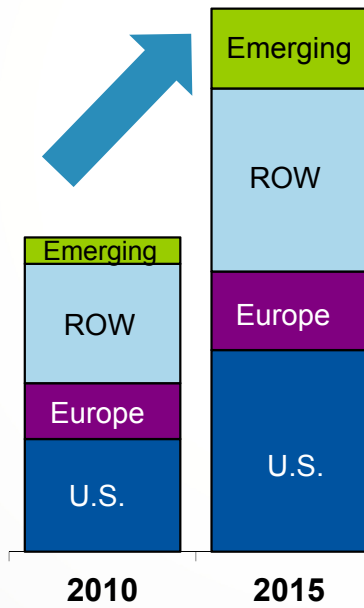 Emerging
ROW
Europe
U.S.
Emerging
ROW
Europe
U.S.
2010
2015